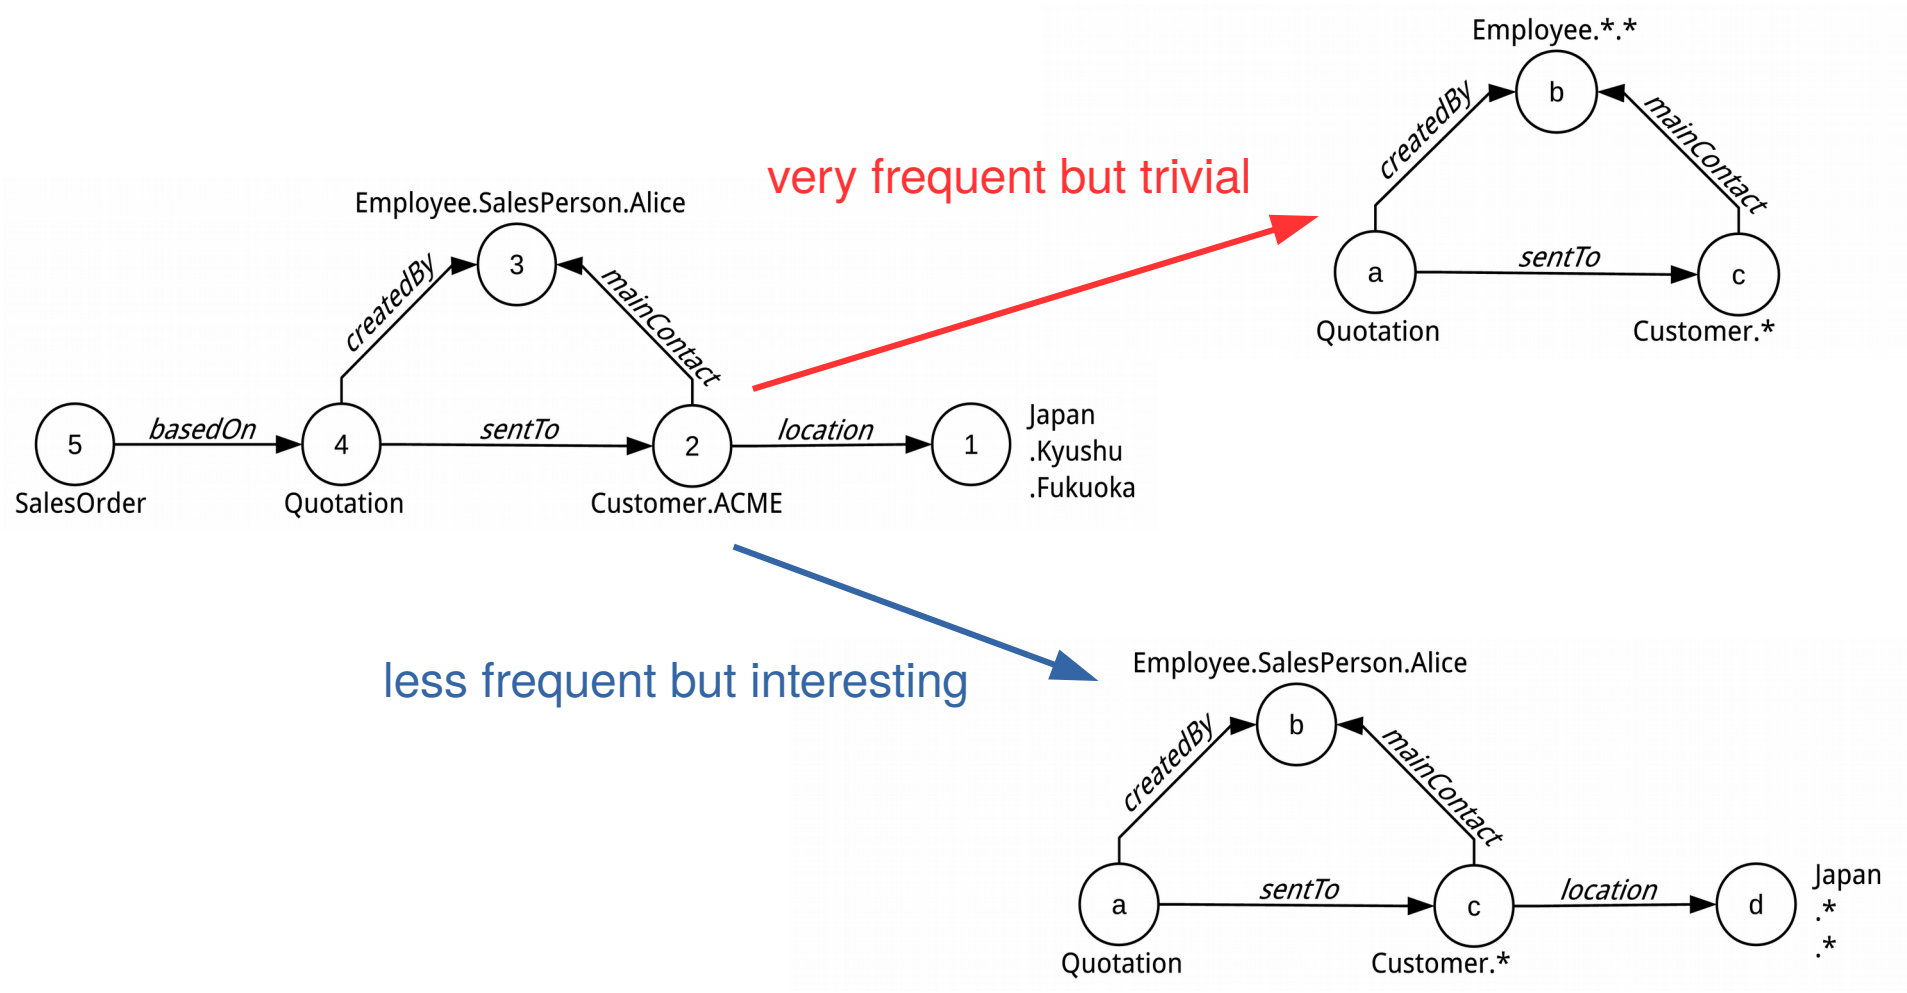 Employee.*.*
b
createdBy
mainContact
a
sentTo
c
Quotation
Customer.*
very frequent but trivial
Employee.SalesPerson.Alice
3
createdBy
mainContact
5
basedOn
4
sentTo
2
location
1
Japan
.Kyushu
.Fukuoka
SalesOrder
Quotation
Customer.ACME
less frequent but interesting
Employee.SalesPerson.Alice
b
createdBy
mainContact
a
sentTo
c
location
d
Japan
.*
.*
Quotation
Customer.*